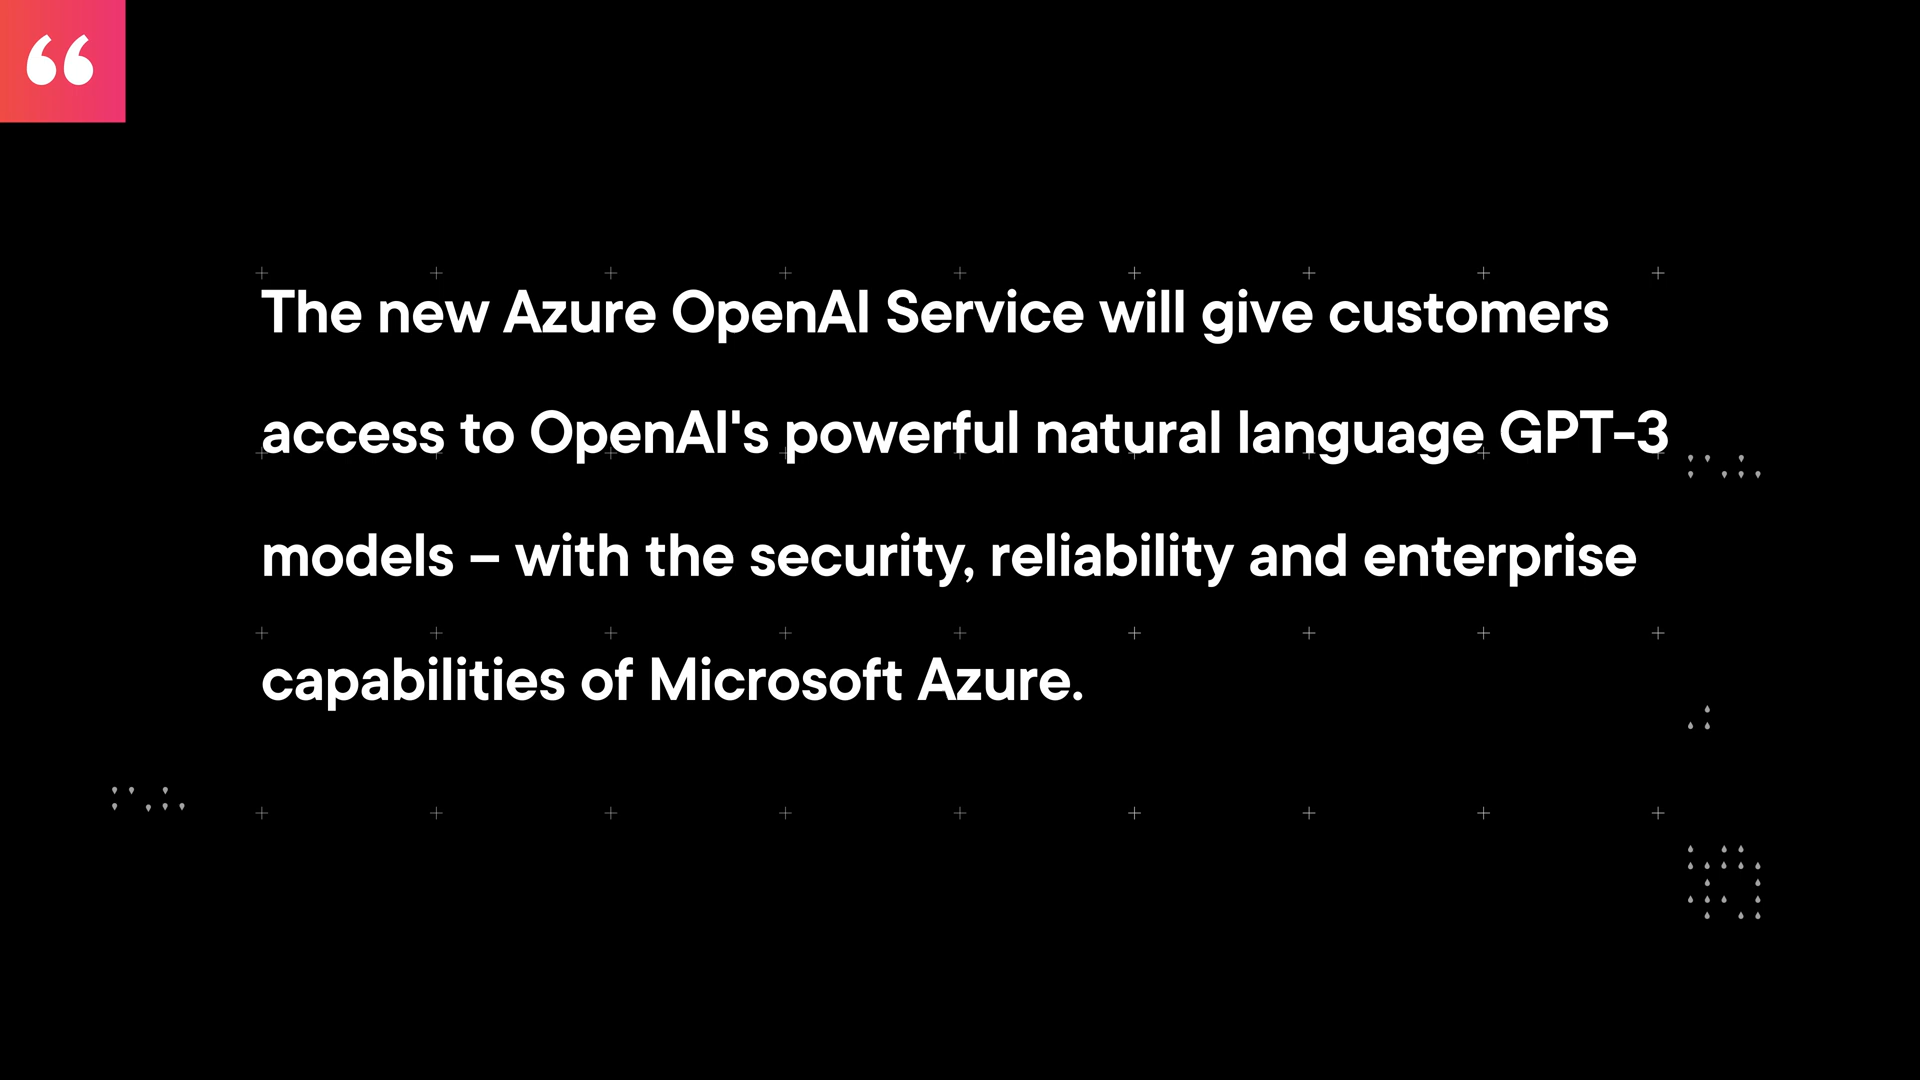 “
The new Azure OpenAI Service will give customers
access to OpenAI's powerful natural language GPT-3
models – with the security, reliability and enterprise
capabilities of Microsoft Azure.